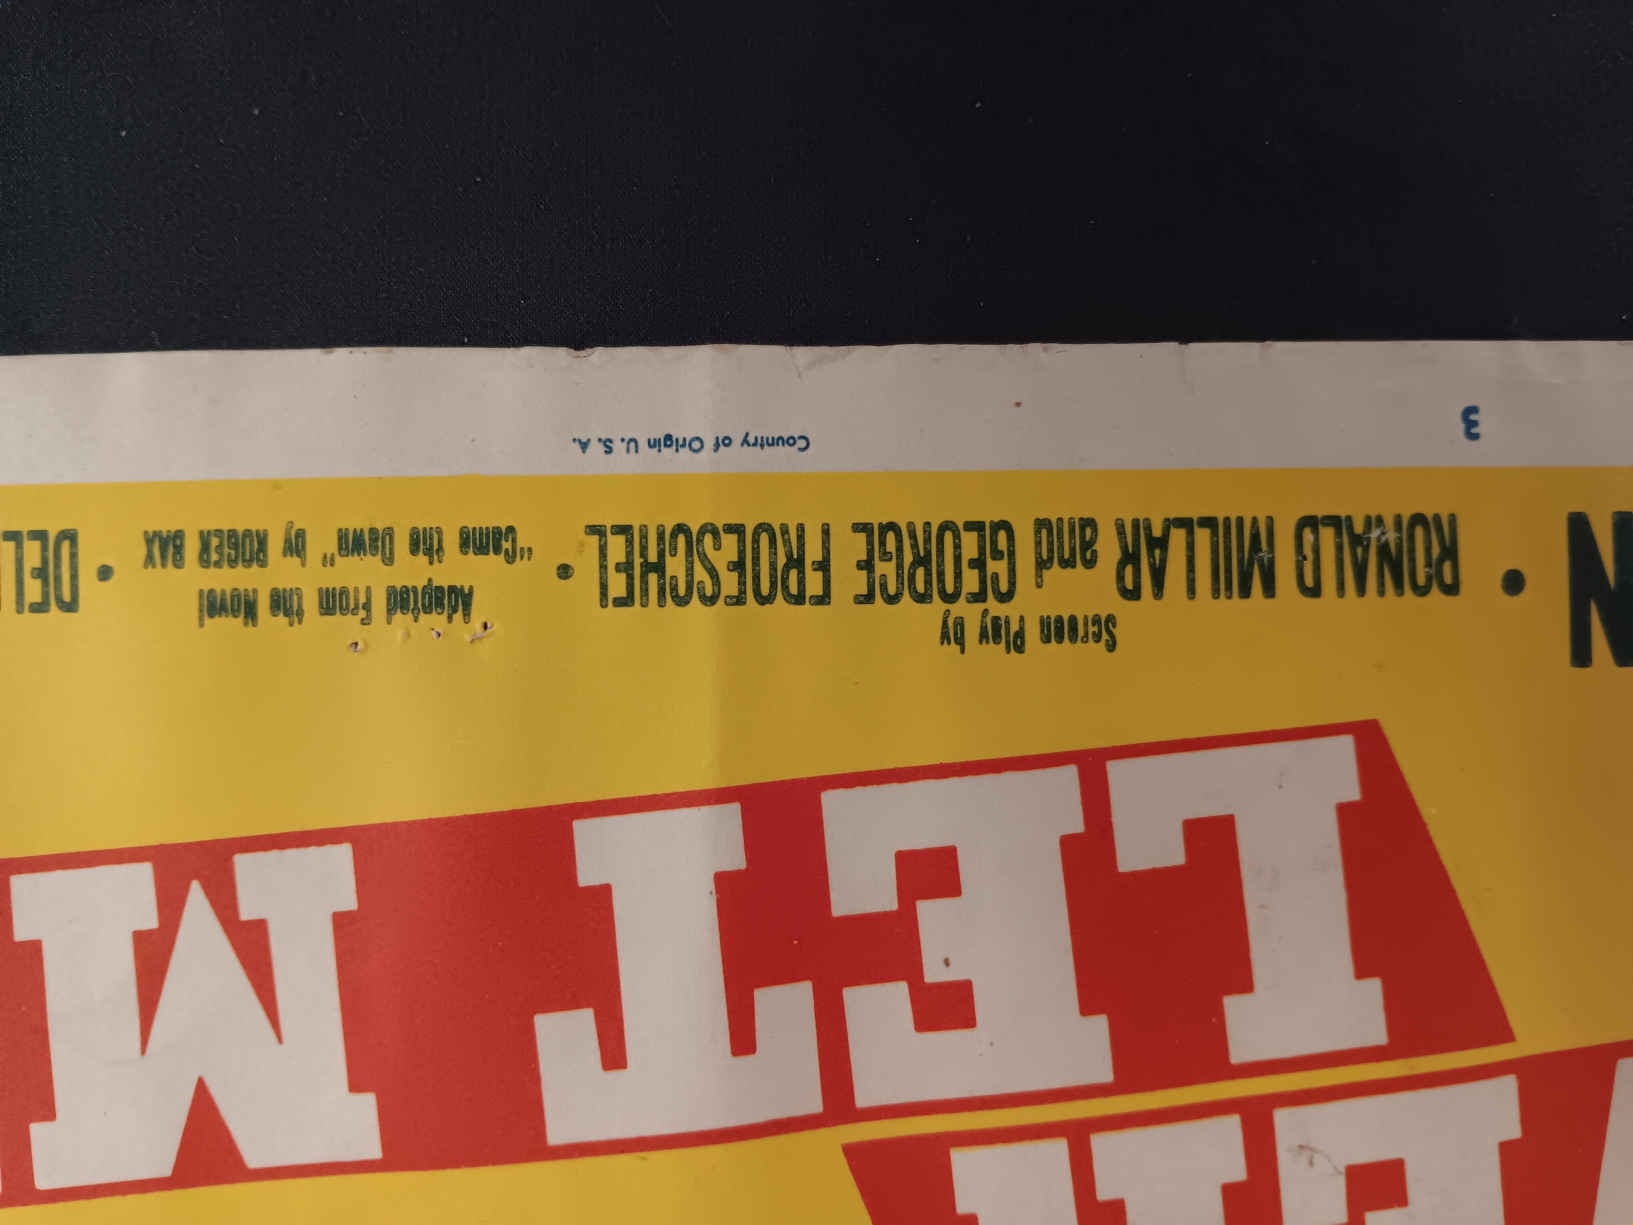 LET M
Screen Play by
N • RONALD MILLAR and GEORGE FROESCHEL •
Adapted From the Novel
"Came the Dawn" by ROGER BAX • DEL
3
Country of Origin U. S. A.